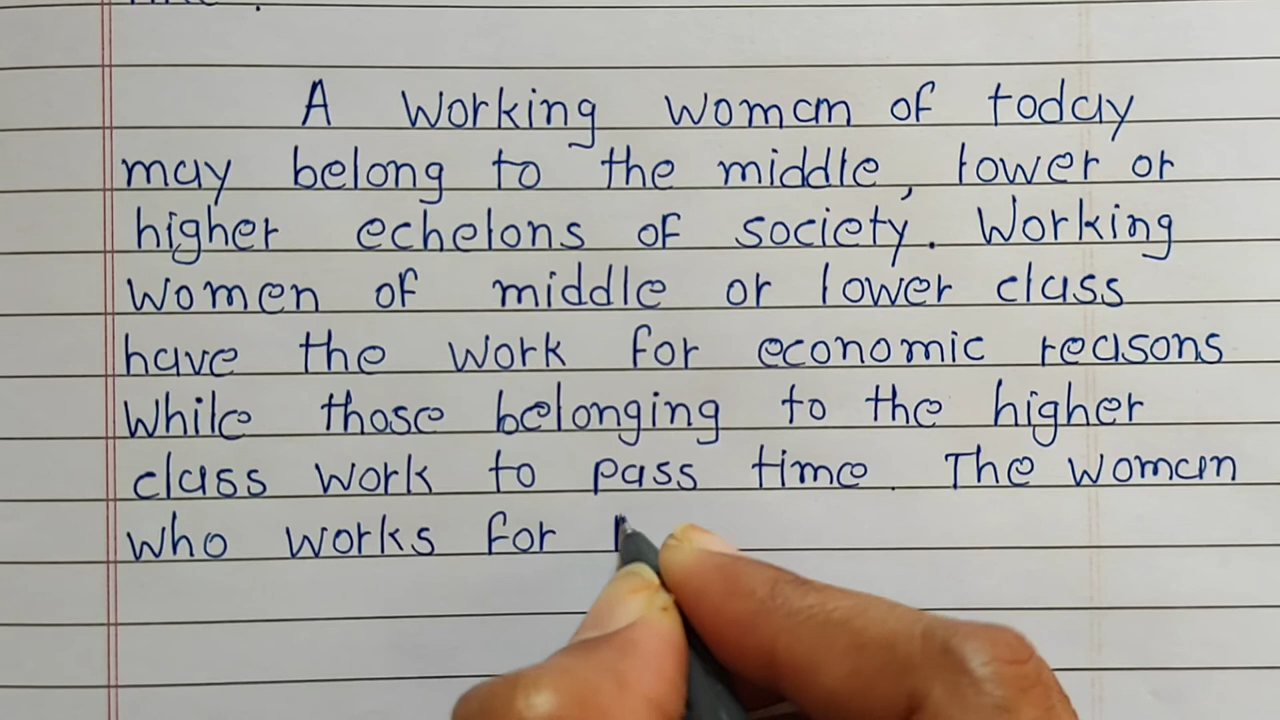 A working woman of today
may belong to the middle, lower or
higher echelons of society. Working
women of middle or lower class
have the work for economic reasons
while those belonging to the higher
class work to pass time. The woman
who works for